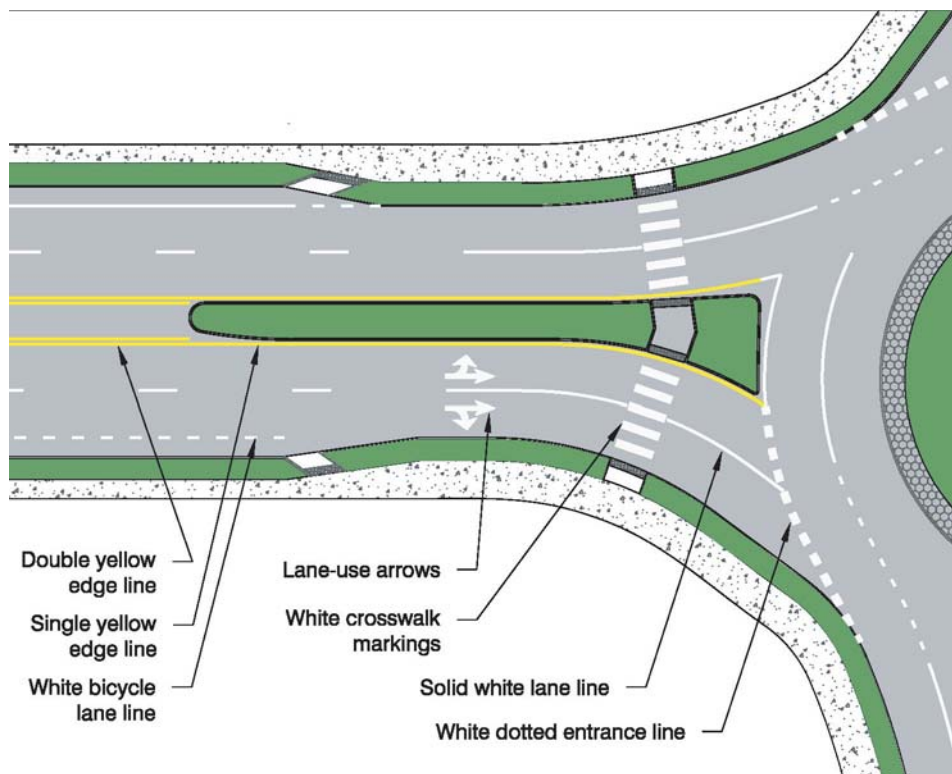 Double yellow
edge line
Single yellow
edge line
White bicycle
lane line
Lane-use arrows
White crosswalk
markings
Solid white lane line
White dotted entrance line